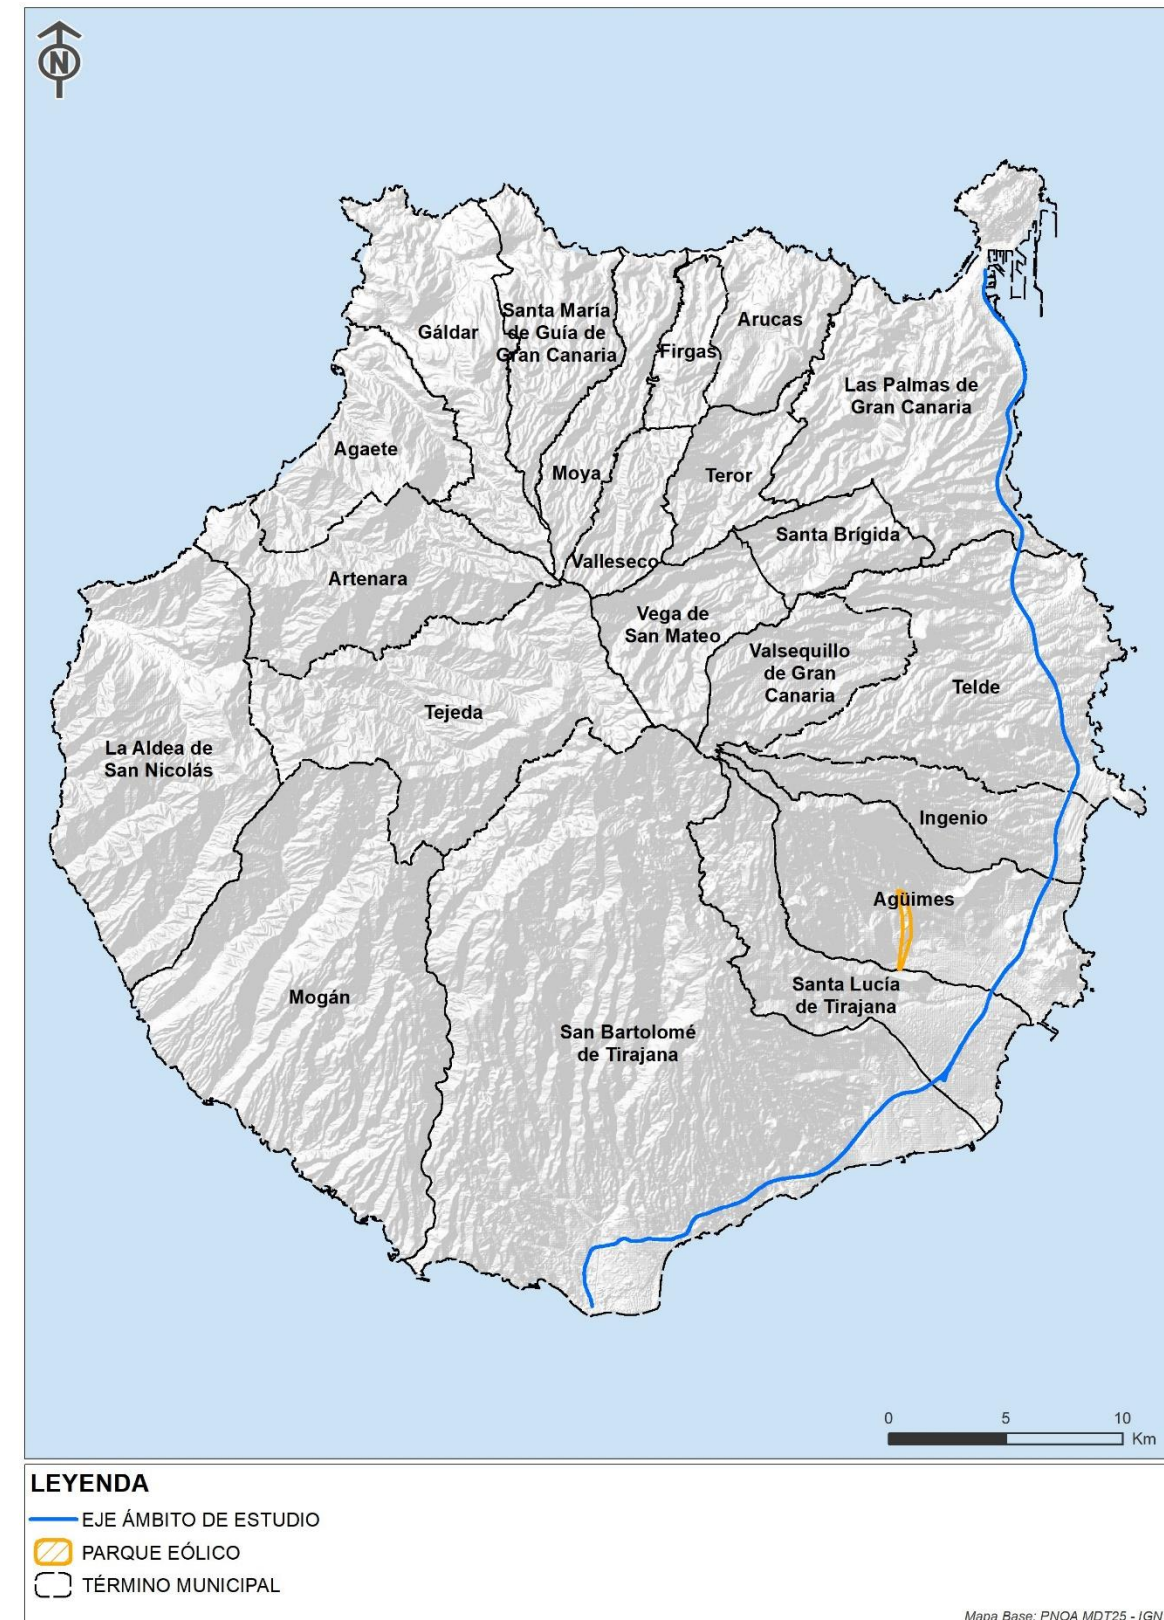 N
Santa María
de Guía de
Gran Canaria
Gáldar
Arucas
Firgas
Las Palmas de
Gran Canaria
Agaete
Moya
Teror
Santa Brígida
Valleseco
Artenara
Vega de
San Mateo
Valsequillo
de Gran
Canaria
Telde
Tejeda
La Aldea de
San Nicolás
Ingenio
Agüimes
Mogán
Santa Lucía
de Tirajana
San Bartolomé
de Tirajana
0 5 10
Km
LEYENDA
EJE ÁMBITO DE ESTUDIO
PARQUE EÓLICO
TÉRMINO MUNICIPAL
Mapa Base: PNOA MDT25 - IGN